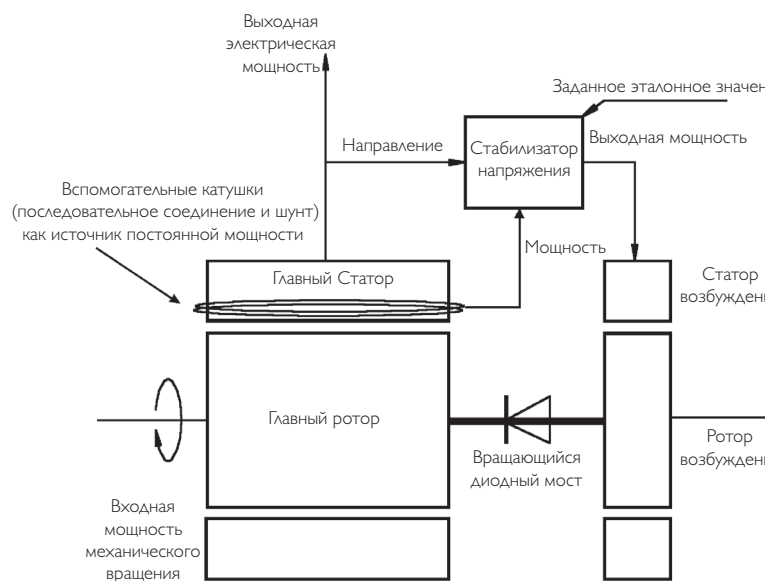 Выходная
электрическая
мощность
Заданное эталонное значен
Направление
Стабилизатор
напряжения
Выходная мощность
Вспомогательные катушки
(последовательное соединение и шунт)
как источник постоянной мощности
Мощность
Главный Статор
Статор
возбужден
Главный ротор
Вращающийся
диодный мост
Ротор
возбужден
Входная
мощность
механического
вращения